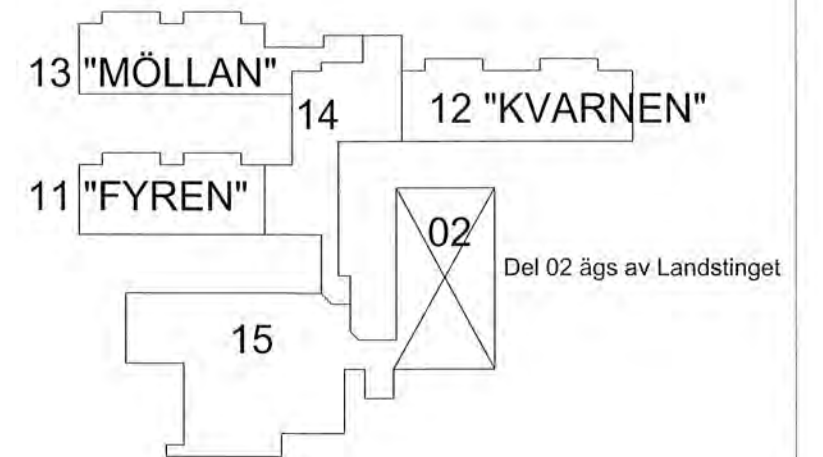 13 "MÖLLAN"
14
12 "KVARNEN"
11 "FYREN"
02
Del 02 ägs av Landstinget
15